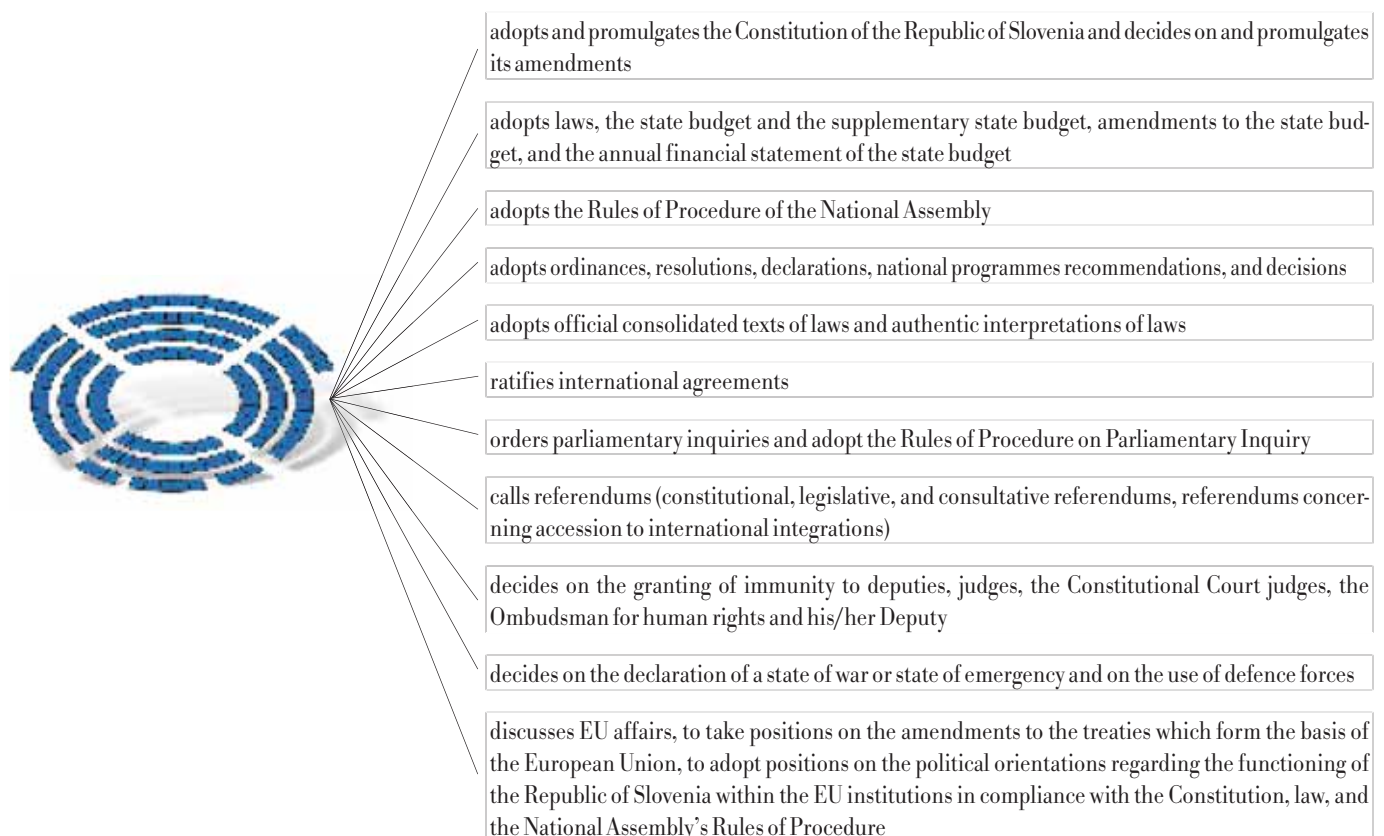 adopts and promulgates the Constitution of the Republic of Slovenia and decides on and promulgates
its amendments
adopts laws, the state budget and the supplementary state budget, amendments to the state bud-
get, and the annual financial statement of the state budget
adopts the Rules of Procedure of the National Assembly
adopts ordinances, resolutions, declarations, national programmes recommendations, and decisions
adopts official consolidated texts of laws and authentic interpretations of laws
ratifies international agreements
orders parliamentary inquiries and adopt the Rules of Procedure on Parliamentary Inquiry
calls referendums (constitutional, legislative, and consultative referendums, referendums concer-
ning accession to international integrations)
decides on the granting of immunity to deputies, judges, the Constitutional Court judges, the
Ombudsman for human rights and his/her Deputy
decides on the declaration of a state of war or state of emergency and on the use of defence forces
discusses EU affairs, to take positions on the amendments to the treaties which form the basis of
the European Union, to adopt positions on the political orientations regarding the functioning of
the Republic of Slovenia within the EU institutions in compliance with the Constitution, law, and
the National Assembly's Rules of Procedure